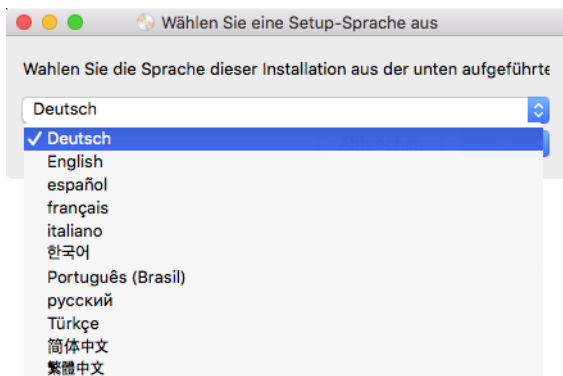 Wählen Sie eine Setup-Sprache aus
Wahlen Sie die Sprache dieser Installation aus der unten aufgeführte
Deutsch
✓ Deutsch
English
español
français
italiano
한국어
Português (Brasil)
русский
Türkçe
简体中文
繁體中文